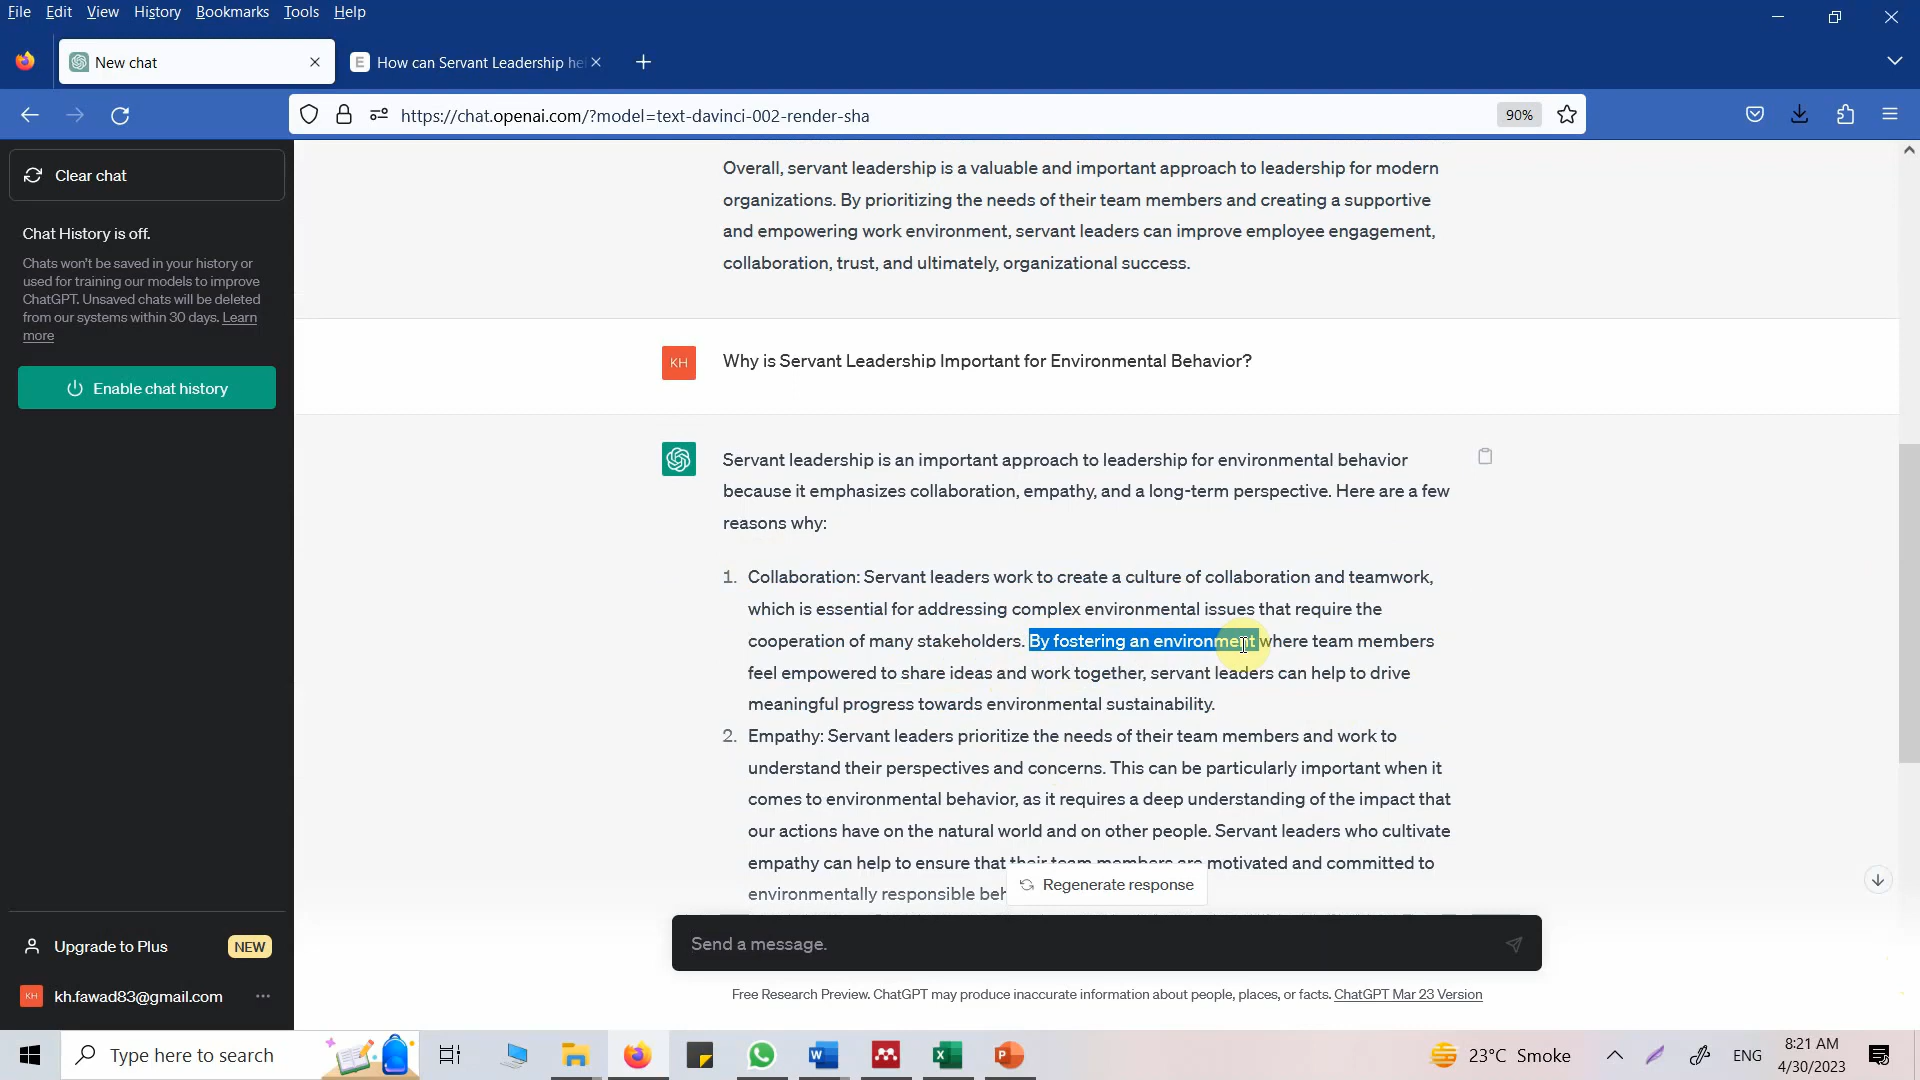 File Edit View History Bookmarks Tools Help
New chat
How can Servant Leadership hel
https://chat.openai.com/?model=text-davinci-002-render-sha
90%
Clear chat
Chat History is off.
Chats won't be saved in your history or
used for training our models to improve
ChatGPT. Unsaved chats will be deleted
from our systems within 30 days. Learn
more
Enable chat history
Upgrade to Plus NEW
KH kh.fawad83@gmail.com
Overall, servant leadership is a valuable and important approach to leadership for modern
organizations. By prioritizing the needs of their team members and creating a supportive
and empowering work environment, servant leaders can improve employee engagement,
collaboration, trust, and ultimately, organizational success.
KH Why is Servant Leadership Important for Environmental Behavior?
Servant leadership is an important approach to leadership for environmental behavior
because it emphasizes collaboration, empathy, and a long-term perspective. Here are a few
reasons why:
1. Collaboration: Servant leaders work to create a culture of collaboration and teamwork,
which is essential for addressing complex environmental issues that require the
cooperation of many stakeholders. By fostering an environment where team members
feel empowered to share ideas and work together, servant leaders can help to drive
meaningful progress towards environmental sustainability.
2. Empathy: Servant leaders prioritize the needs of their team members and work to
understand their perspectives and concerns. This can be particularly important when it
comes to environmental behavior, as it requires a deep understanding of the impact that
our actions have on the natural world and on other people. Servant leaders who cultivate
empathy can help to ensure that their team members are motivated and committed to
environmentally responsible beh
Regenerate response
Send a message.
Free Research Preview. ChatGPT may produce inaccurate information about people, places, or facts. ChatGPT Mar 23 Version
Type here to search
23°C Smoke
ENG
8:21 AM
4/30/2023